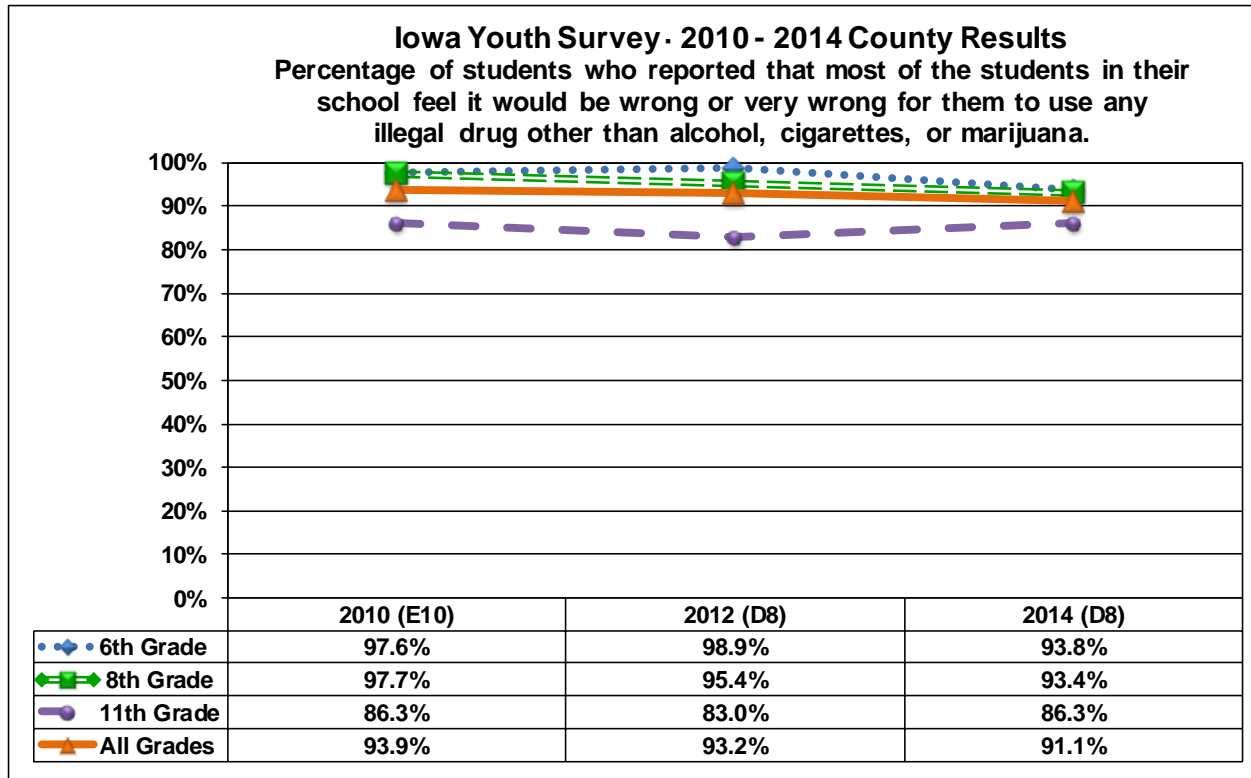 Iowa Youth Survey · 2010 - 2014 County Results
Percentage of students who reported that most of the students in their
school feel it would be wrong or very wrong for them to use any
illegal drug other than alcohol, cigarettes, or marijuana.
100%
90%
80%
70%
60%
50%
40%
30%
20%
10%
0%
2010 (E10) 2012 (D8) 2014 (D8)
6th Grade 97.6% 98.9% 93.8%
8th Grade 97.7% 95.4% 93.4%
11th Grade 86.3% 83.0% 86.3%
All Grades 93.9% 93.2% 91.1%